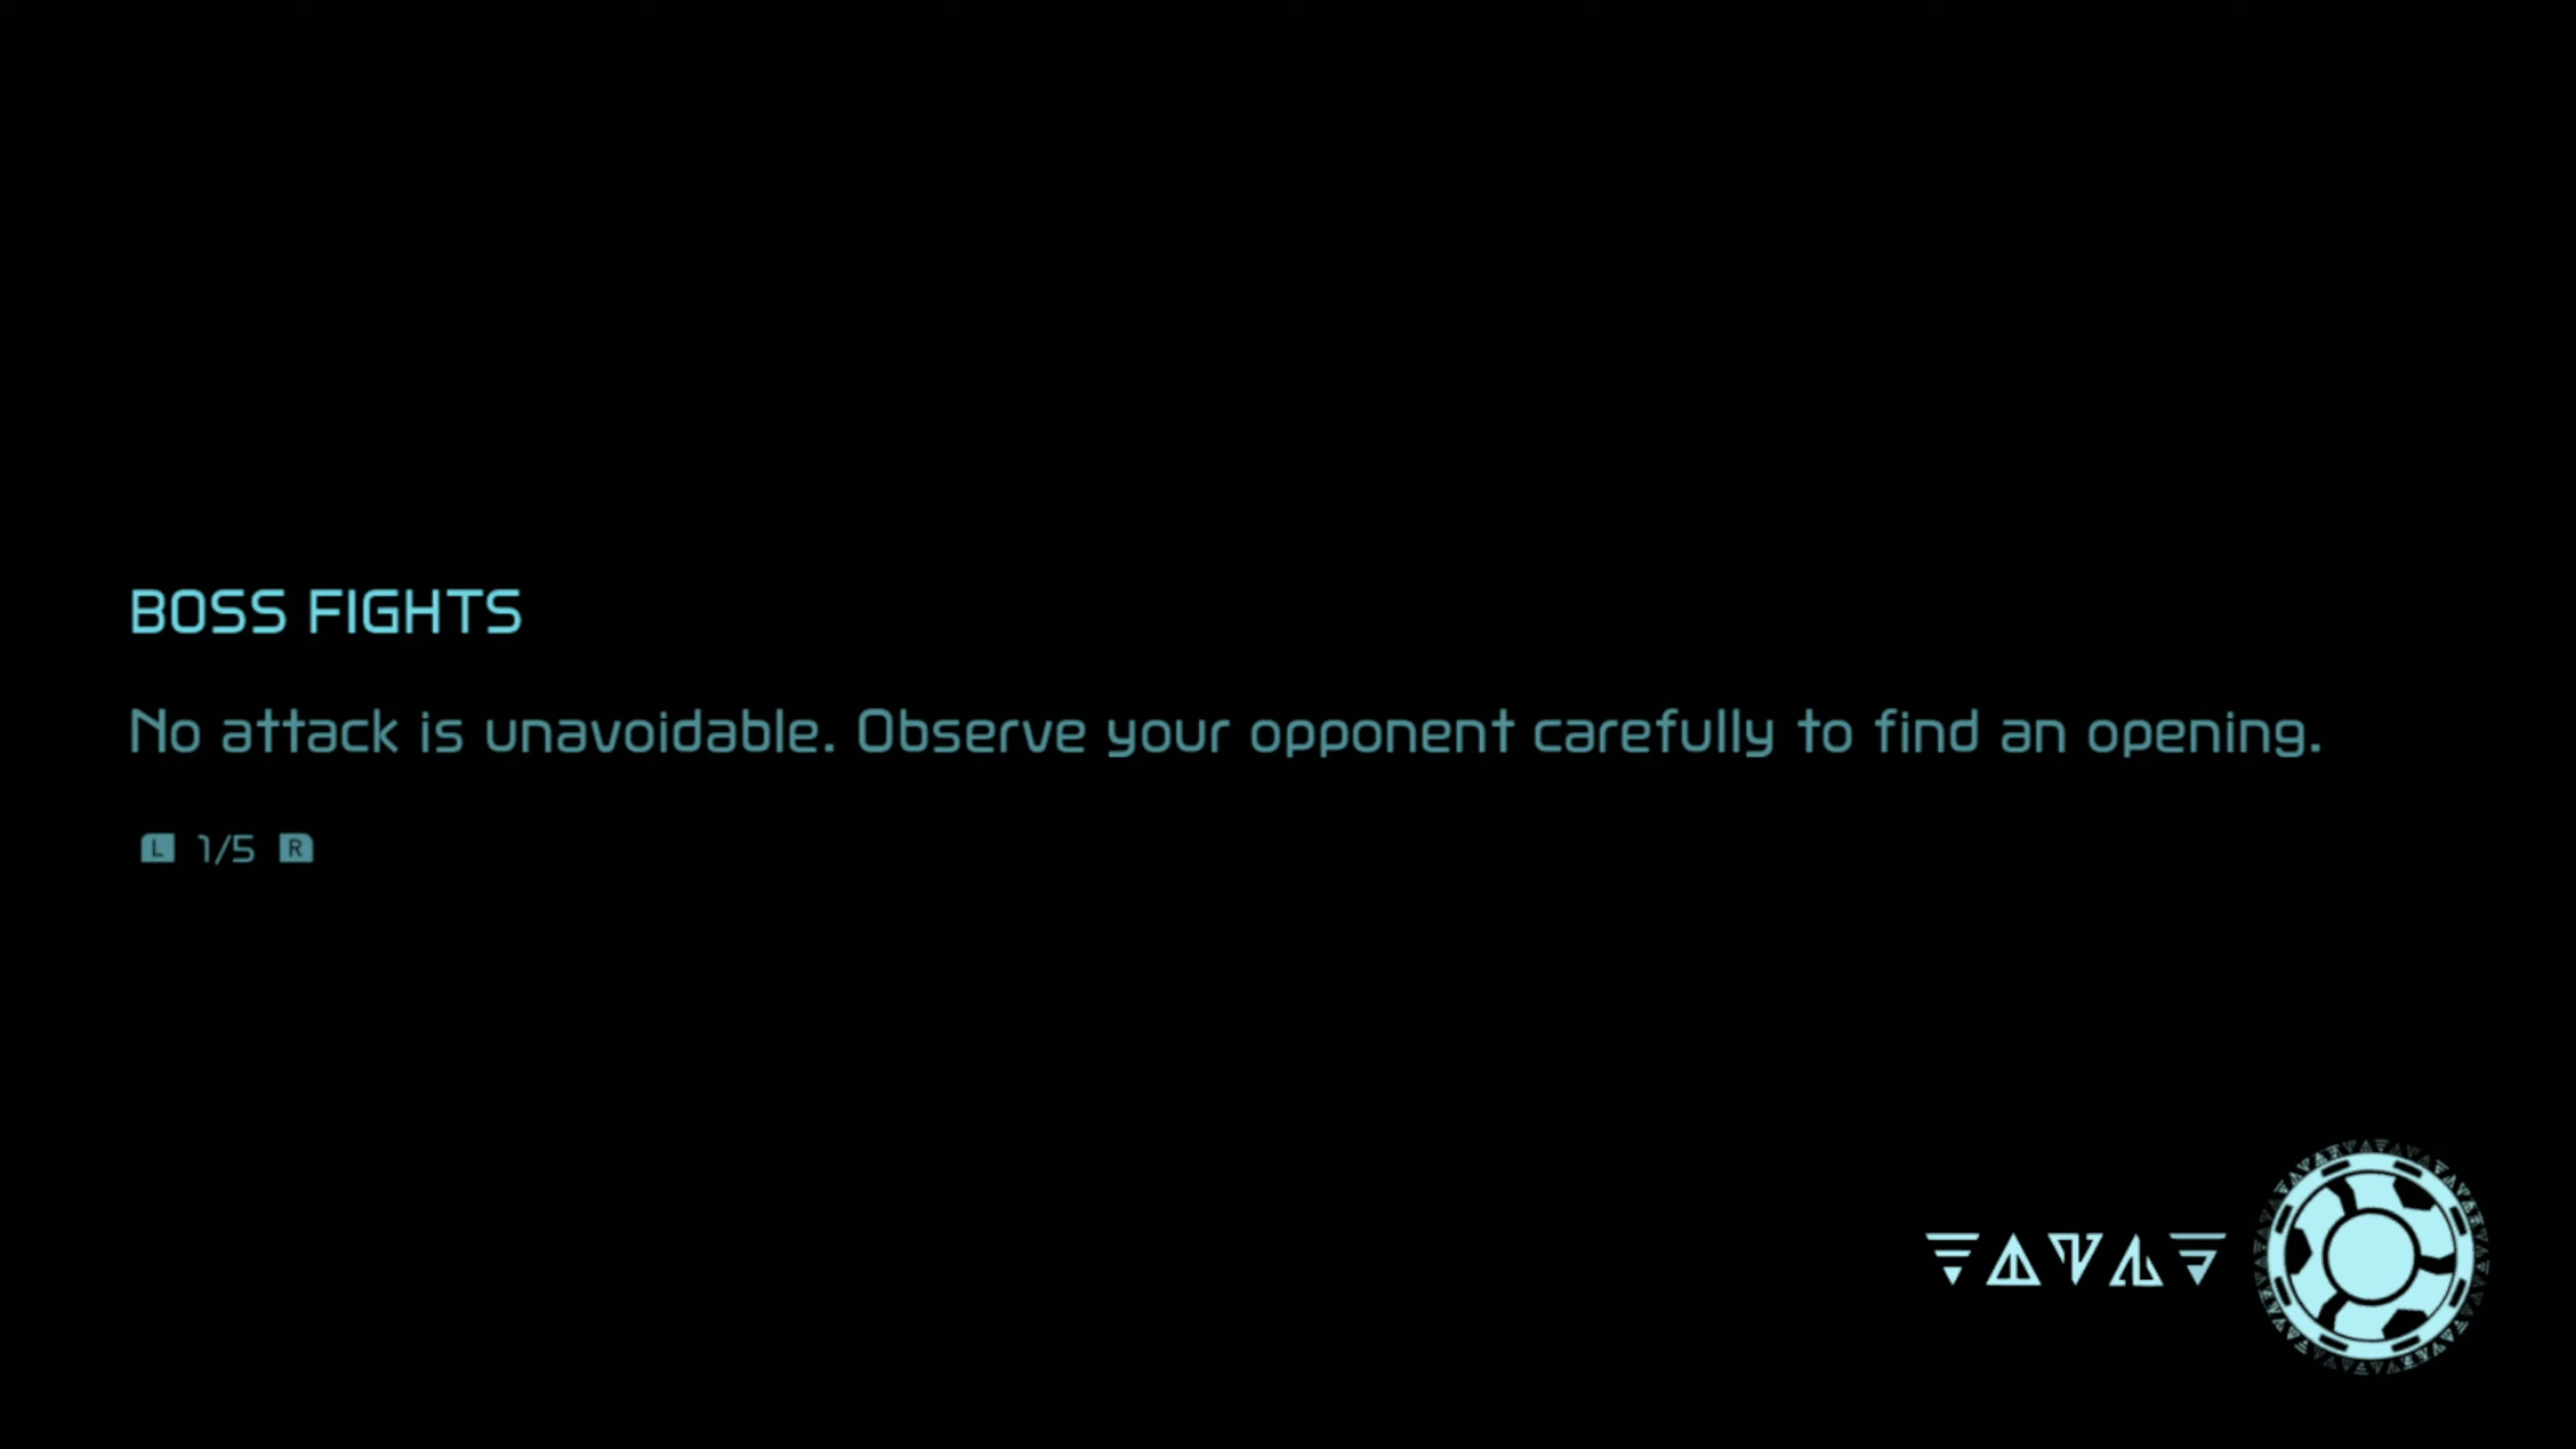 BOSS FIGHTS
No attack is unavoidable. Observe your opponent carefully to find an opening.
L 1/5 R